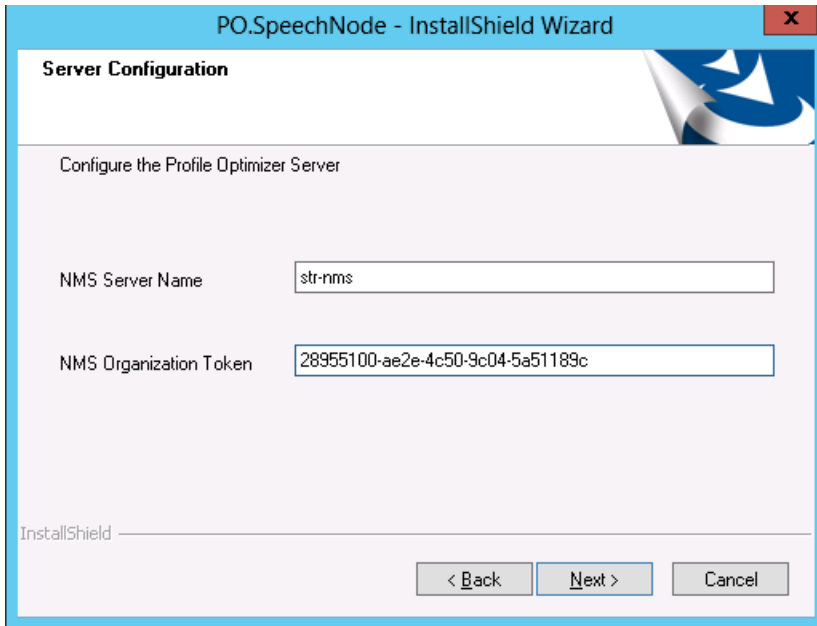 PO.SpeechNode - InstallShield Wizard
x
Server Configuration
Configure the Profile Optimizer Server
NMS Server Name
str-nms
NMS Organization Token
28955100-ae2e-4c50-9c04-5a51189c
InstallShield
< Back Next > Cancel